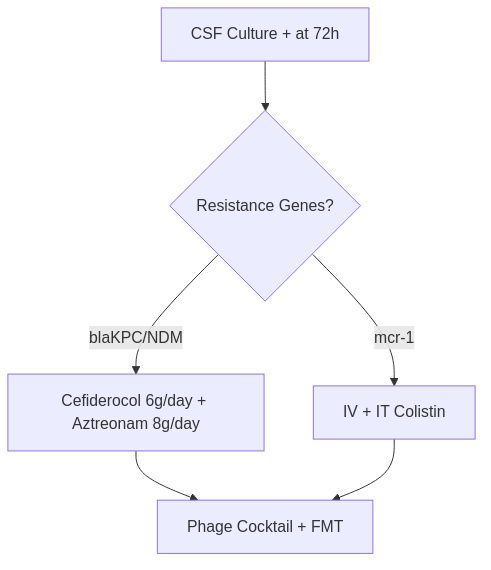 CSF Culture + at 72h
Resistance Genes?
blaKPC/NDM
mcr-1
Cefiderocol 6g/day +
Aztreonam 8g/day
IV + IT Colistin
Phage Cocktail + FMT